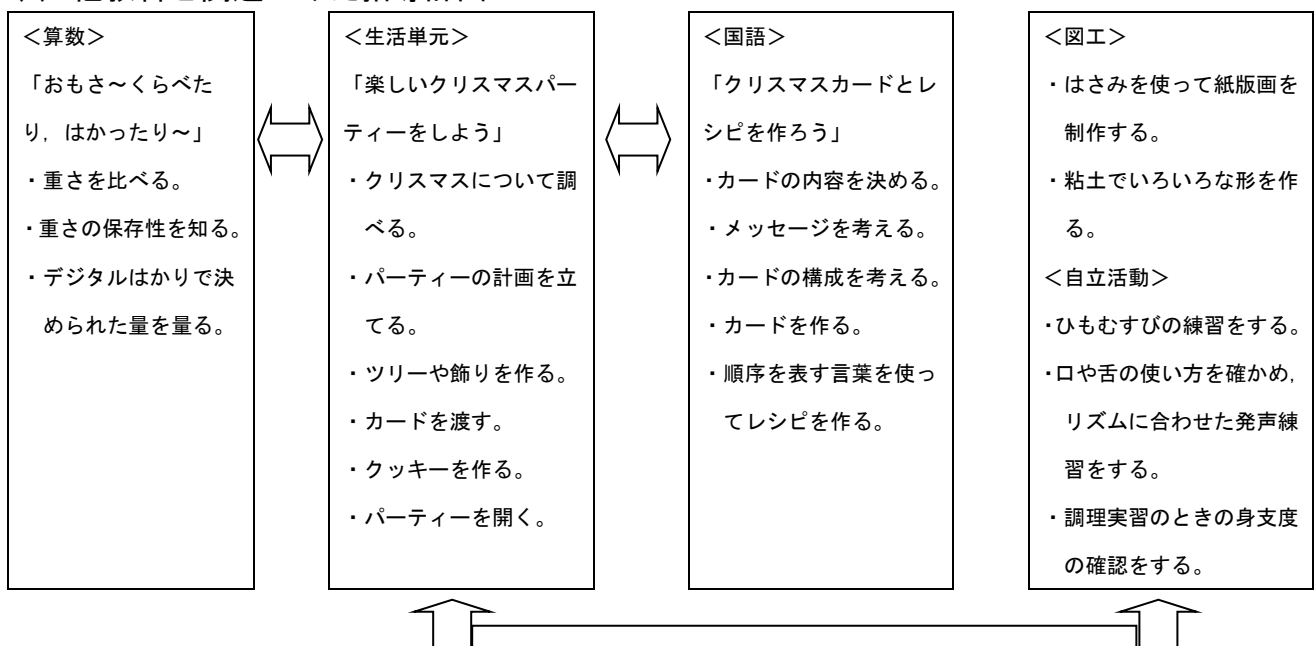 <算数>
「おもさ~くらべた
り，はかったり~」
・重さを比べる。
・重さの保存性を知る。
・デジタルはかりで決
められた量を量る。
<生活単元>
「楽しいクリスマスパー
ティーをしよう」
・クリスマスについて調
べる。
・パーティーの計画を立
てる。
・ツリーや飾りを作る。
・カードを渡す。
・クッキーを作る。
・パーティーを開く。
<国語>
「クリスマスカードとレ
シピを作ろう」
・カードの内容を決める。
・メッセージを考える。
・カードの構成を考える。
・カードを作る。
・順序を表す言葉を使っ
てレシピを作る。
<図工>
・はさみを使って紙版画を
制作する。
・粘土でいろいろな形を作
る。
<自立活動>
・ひもむすびの練習をする。
・口や舌の使い方を確かめ，
リズムに合わせた発声練
習をする。
・調理実習のときの身支度
の確認をする。